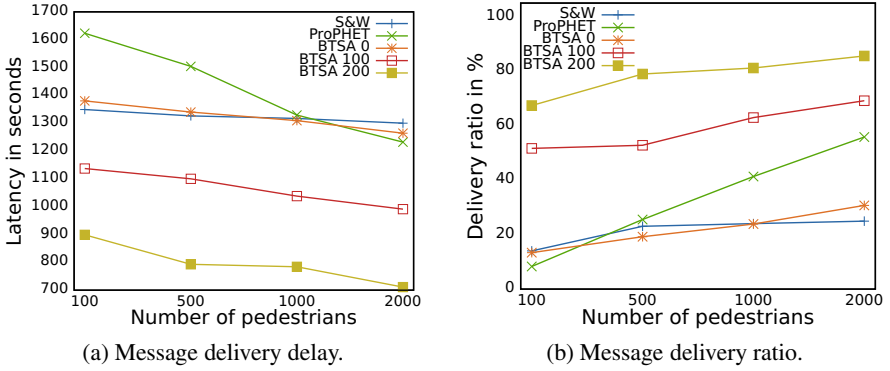 1700
1600
1500
1400
1300
1200
1100
1000
900
800
700
Latency in seconds
S&W
ProPHET
BTSA 0
BTSA 100
BTSA 200
100 500 1000 2000
Number of pedestrians
(a) Message delivery delay.
100
80
60
40
20
0
Delivery ratio in %
S&W
ProPHET
BTSA 0
BTSA 100
BTSA 200
100 500 1000 2000
Number of pedestrians
(b) Message delivery ratio.